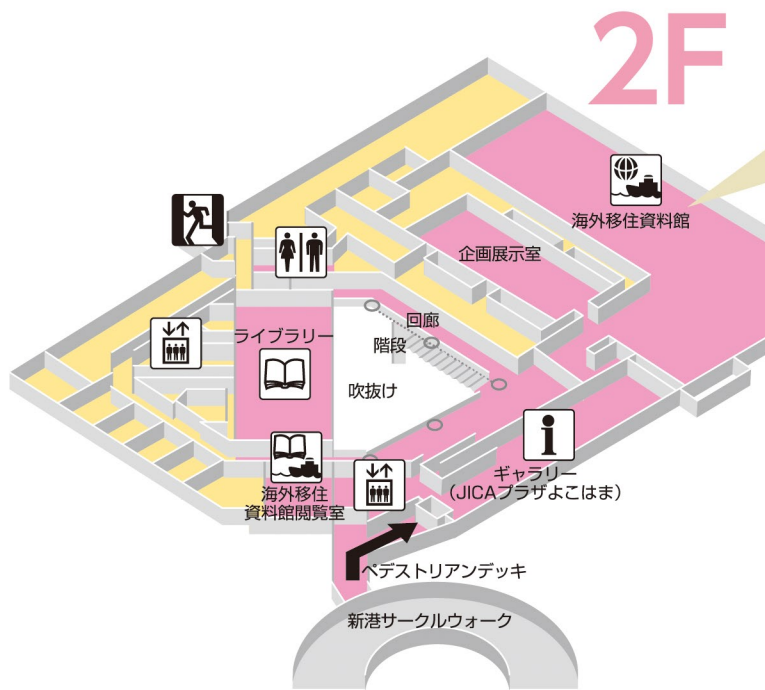 2F
海外移住資料館
企画展示室
回廊
階段
ライブラリー
吹抜け
海外移住
資料館閲覧室
ギャラリー
(JICAプラザよこはま)
ペデストリアンデッキ
新港サークルウォーク